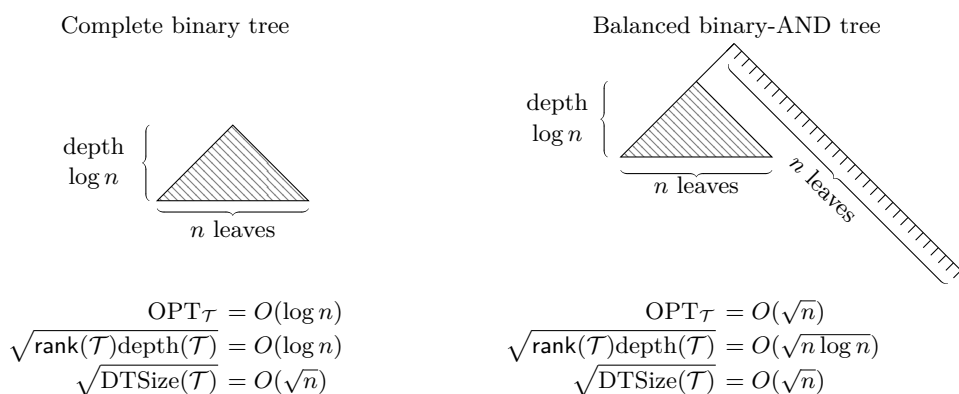 Complete binary tree
depth
log n
n leaves
OPT_𝒯 = O(log n)
√rank(𝒯)depth(𝒯) = O(log n)
√DTSize(𝒯) = O(√n)
Balanced binary-AND tree
depth
log n
n leaves
n leaves
OPT_𝒯 = O(√n)
√rank(𝒯)depth(𝒯) = O(√n log n)
√DTSize(𝒯) = O(√n)